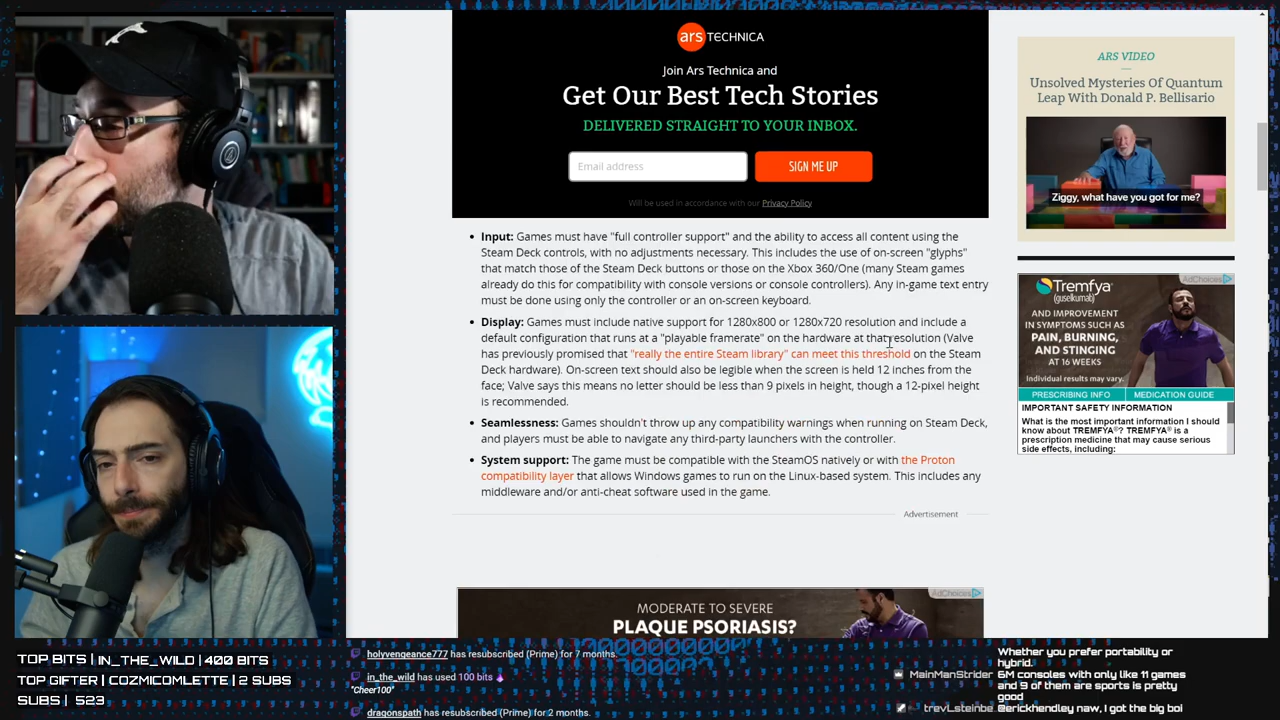 ars TECHNICA
Join Ars Technica and
Get Our Best Tech Stories
DELIVERED STRAIGHT TO YOUR INBOX.
Email address
SIGN ME UP
Will be used in accordance with our Privacy Policy
• Input: Games must have "full controller support" and the ability to access all content using the
Steam Deck controls, with no adjustments necessary. This includes the use of on-screen "glyphs"
that match those of the Steam Deck buttons or those on the Xbox 360/One (many Steam games
already do this for compatibility with console versions or console controllers). Any in-game text entry
must be done using only the controller or an on-screen keyboard.
• Display: Games must include native support for 1280x800 or 1280x720 resolution and include a
default configuration that runs at a "playable framerate" on the hardware at that resolution (Valve
has previously promised that "really the entire Steam library" can meet this threshold on the Steam
Deck hardware). On-screen text should also be legible when the screen is held 12 inches from the
face; Valve says this means no letter should be less than 9 pixels in height, though a 12-pixel height
is recommended.
• Seamlessness: Games shouldn't throw up any compatibility warnings when running on Steam Deck,
and players must be able to navigate any third-party launchers with the controller.
• System support: The game must be compatible with the SteamOS natively or with the Proton
compatibility layer that allows Windows games to run on the Linux-based system. This includes any
middleware and/or anti-cheat software used in the game.
Advertisement
AdChoices
MODERATE TO SEVERE
PLAQUE PSORIASIS?
ARS VIDEO
Unsolved Mysteries Of Quantum
Leap With Donald P. Bellisario
Ziggy, what have you got for me?
AdChoices
Tremfya
(guselkumab)
AND IMPROVEMENT
IN SYMPTOMS SUCH AS
PAIN, BURNING,
AND STINGING
AT 16 WEEKS
Individual results may vary.
PRESCRIBING INFO
MEDICATION GUIDE
IMPORTANT SAFETY INFORMATION
What is the most important information I should
know about TREMFYA®? TREMFYA® is a
prescription medicine that may cause serious
side effects, including:
TOP BITS | IN_THE_WILD | 400 BITS
TOP GIFTER | COZMICOMLETTE | 2 SUBS
SUBS | 523
holyvengeance777 has resubscribed (Prime) for 7 months.
in_the_wild has used 100 bits
"Cheer100"
dragonspath has resubscribed (Prime) for 2 months.
Whether you prefer portability or
hybrid.
MainManStrider 6M consoles with only like 11 games
and 9 of them are sports is pretty
good
trevLsteinbe @erickhendley naw, I got the big boi